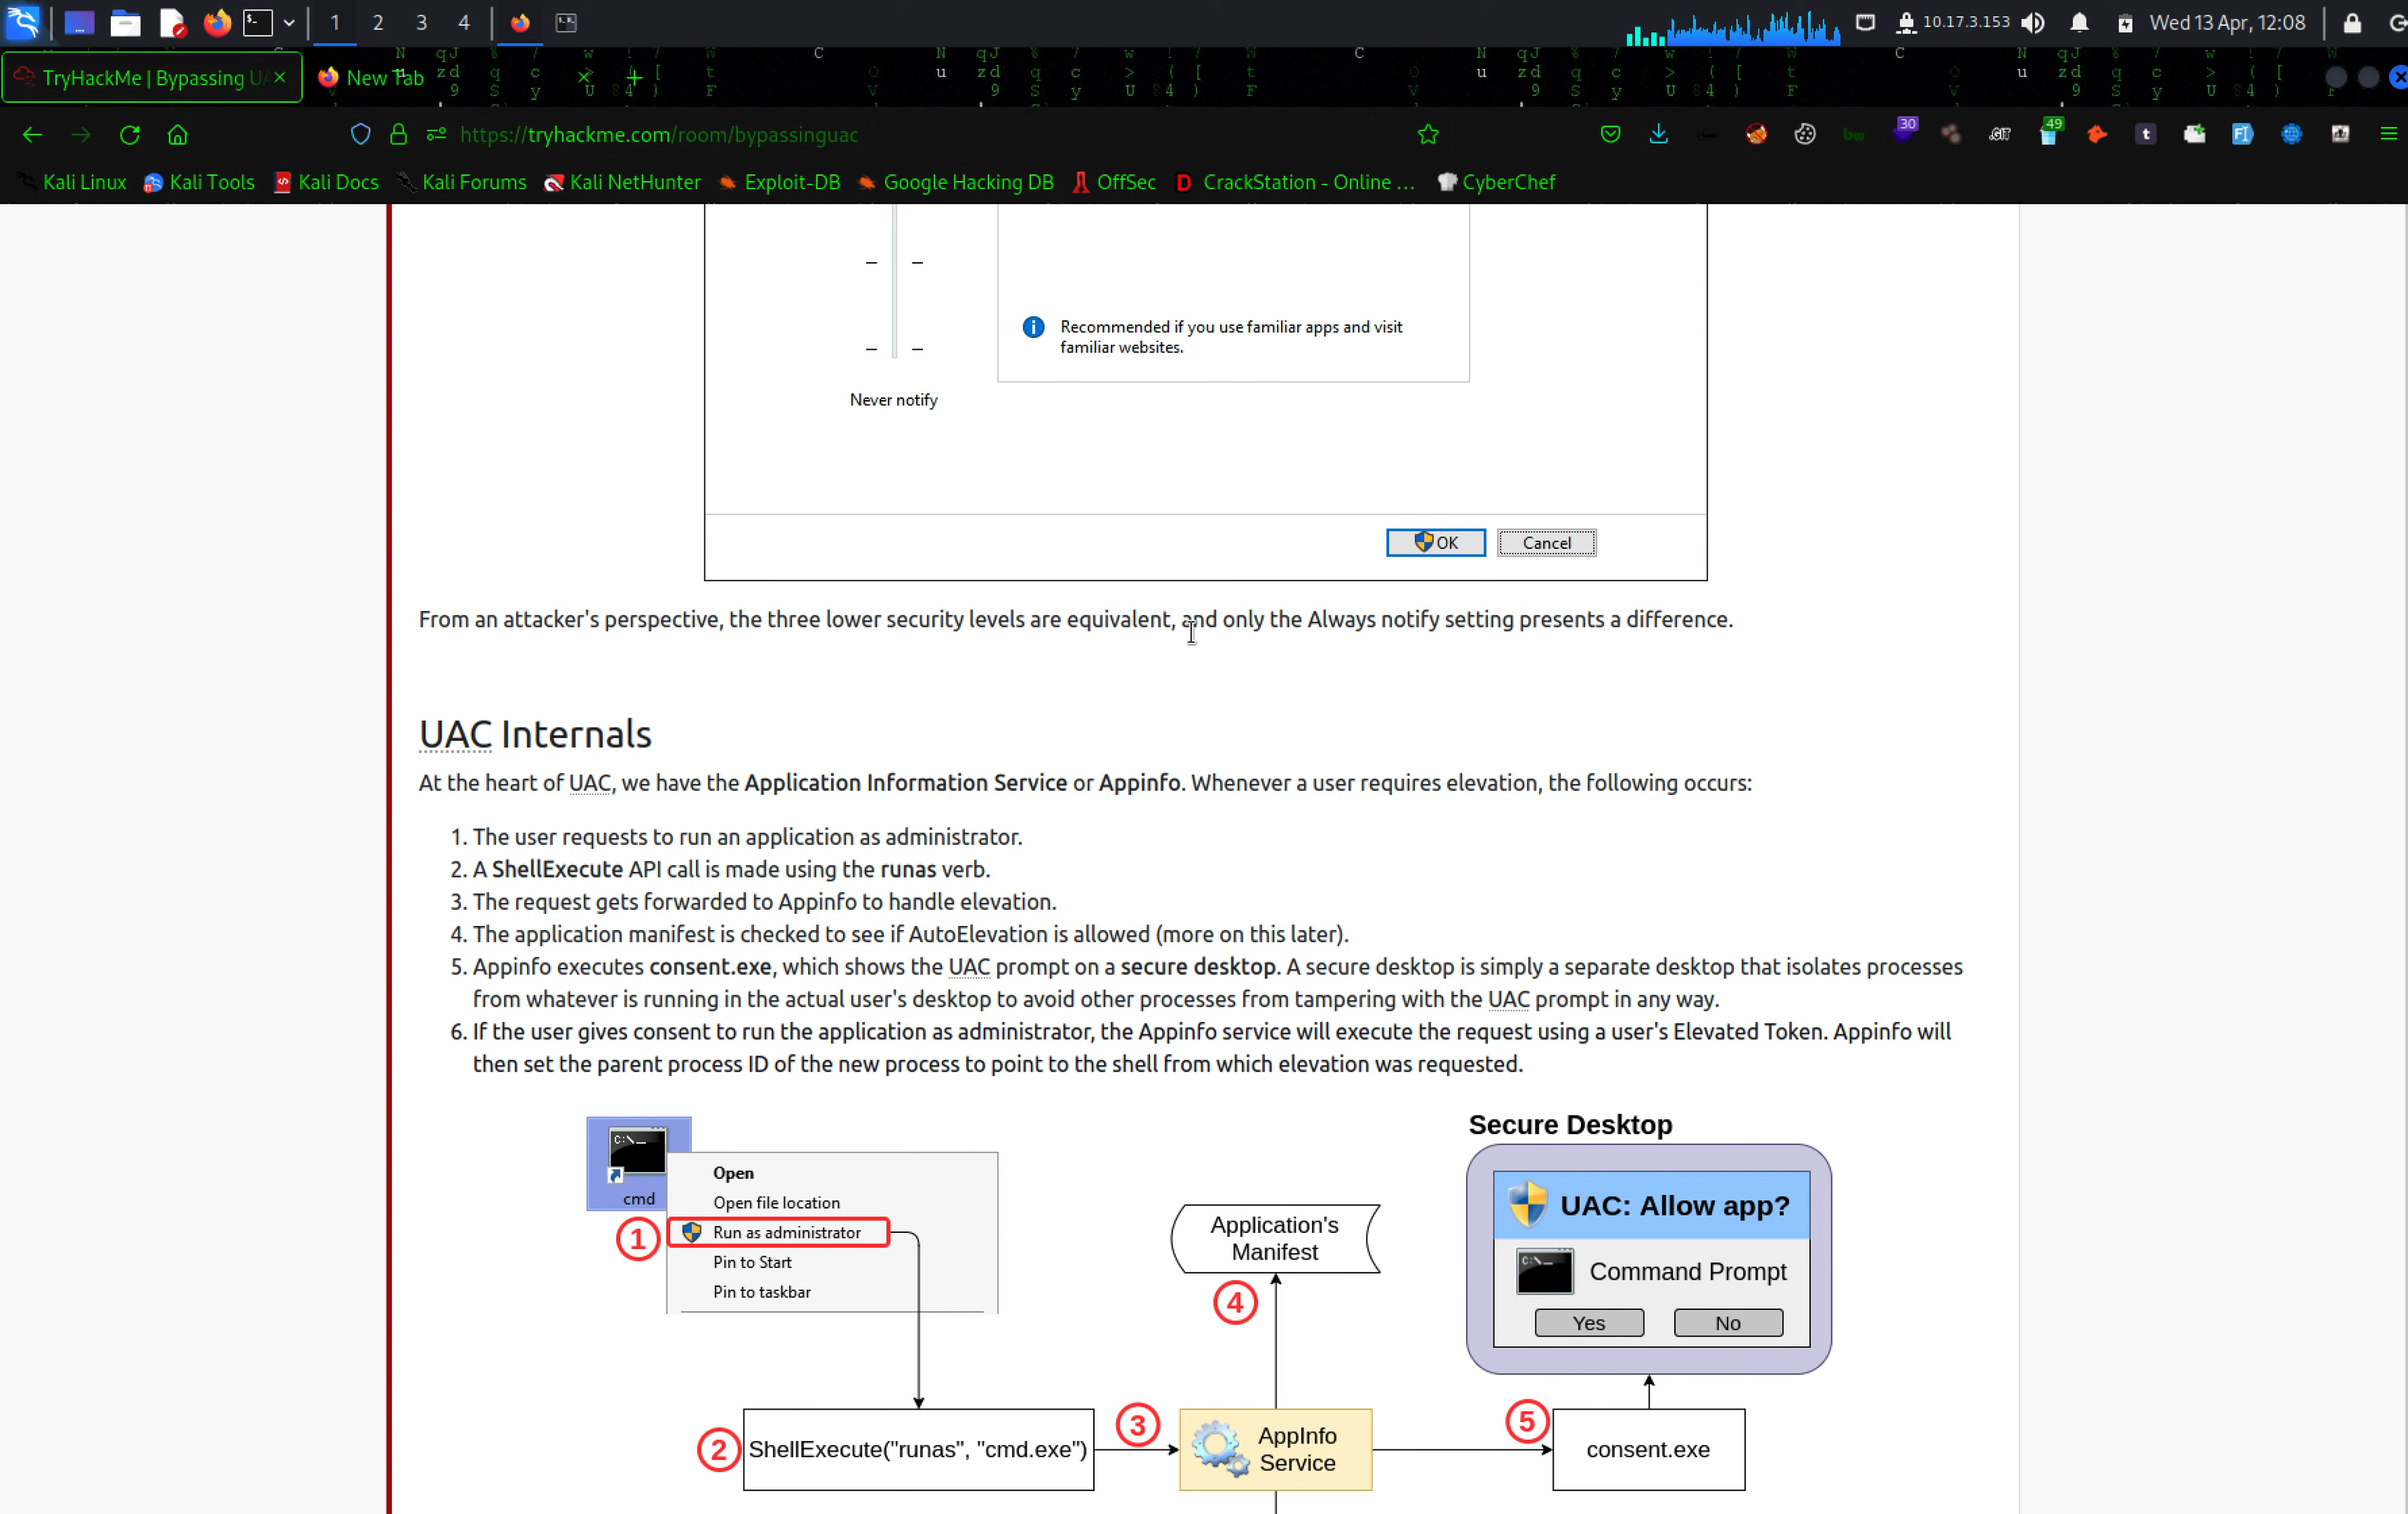 1 2 3 4 10.17.3.153 Wed 13 Apr, 12:08
TryHackMe | Bypassing UA × New Tab × +
https://tryhackme.com/room/bypassinguac 30 .GIT 49 t
Kali Linux Kali Tools Kali Docs Kali Forums Kali NetHunter Exploit-DB Google Hacking DB OffSec CrackStation - Online ... CyberChef
Recommended if you use familiar apps and visit
familiar websites.
Never notify
OK Cancel
From an attacker's perspective, the three lower security levels are equivalent, and only the Always notify setting presents a difference.
UAC Internals
At the heart of UAC, we have the Application Information Service or Appinfo. Whenever a user requires elevation, the following occurs:
1. The user requests to run an application as administrator.
2. A ShellExecute API call is made using the runas verb.
3. The request gets forwarded to Appinfo to handle elevation.
4. The application manifest is checked to see if AutoElevation is allowed (more on this later).
5. Appinfo executes consent.exe, which shows the UAC prompt on a secure desktop. A secure desktop is simply a separate desktop that isolates processes
from whatever is running in the actual user's desktop to avoid other processes from tampering with the UAC prompt in any way.
6. If the user gives consent to run the application as administrator, the Appinfo service will execute the request using a user's Elevated Token. Appinfo will
then set the parent process ID of the new process to point to the shell from which elevation was requested.
C:\_
cmd
Open
Open file location
1 Run as administrator
Pin to Start
Pin to taskbar
Application's
Manifest
4
Secure Desktop
UAC: Allow app?
C:\_ Command Prompt
Yes No
2 ShellExecute("runas", "cmd.exe")
3
AppInfo
Service
5
consent.exe